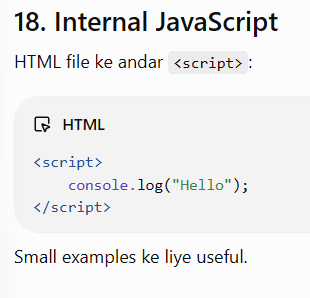 18. Internal JavaScript
HTML file ke andar <script>:
HTML
<script>
    console.log("Hello");
</script>
Small examples ke liye useful.